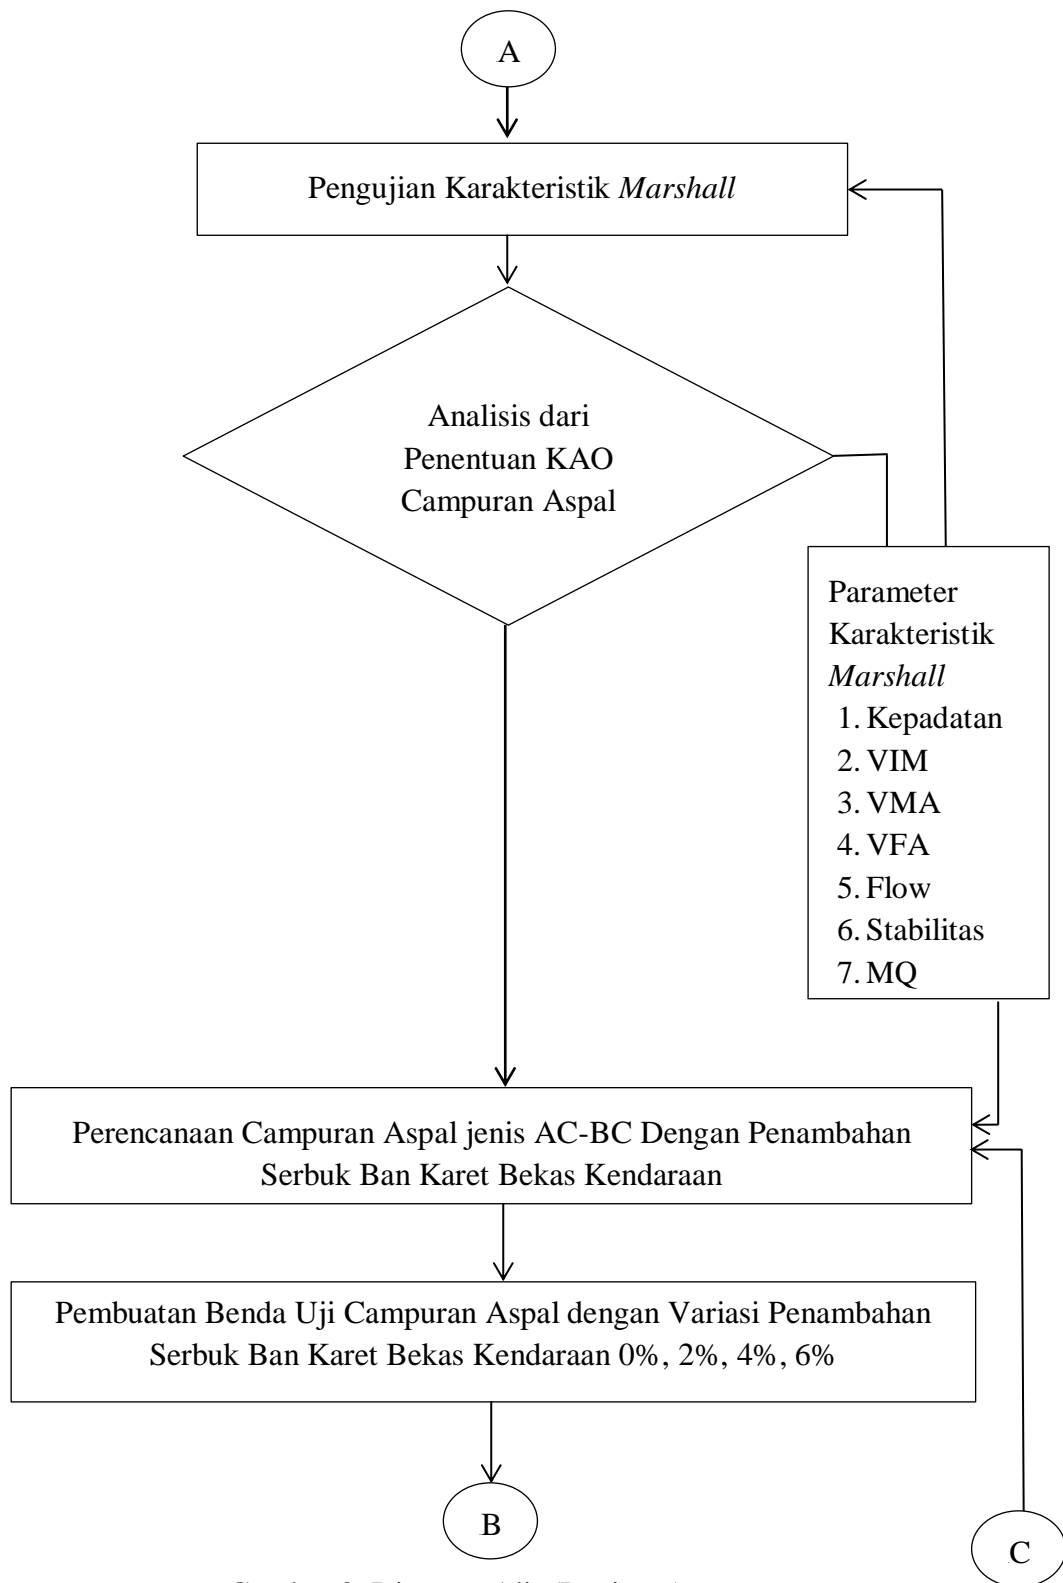 A
Pengujian Karakteristik Marshall
Analisis dari
Penentuan KAO
Campuran Aspal
Parameter
Karakteristik
Marshall
1. Kepadatan
2. VIM
3. VMA
4. VFA
5. Flow
6. Stabilitas
7. MQ
Perencanaan Campuran Aspal jenis AC-BC Dengan Penambahan
Serbuk Ban Karet Bekas Kendaraan
Pembuatan Benda Uji Campuran Aspal dengan Variasi Penambahan
Serbuk Ban Karet Bekas Kendaraan 0%, 2%, 4%, 6%
B
C